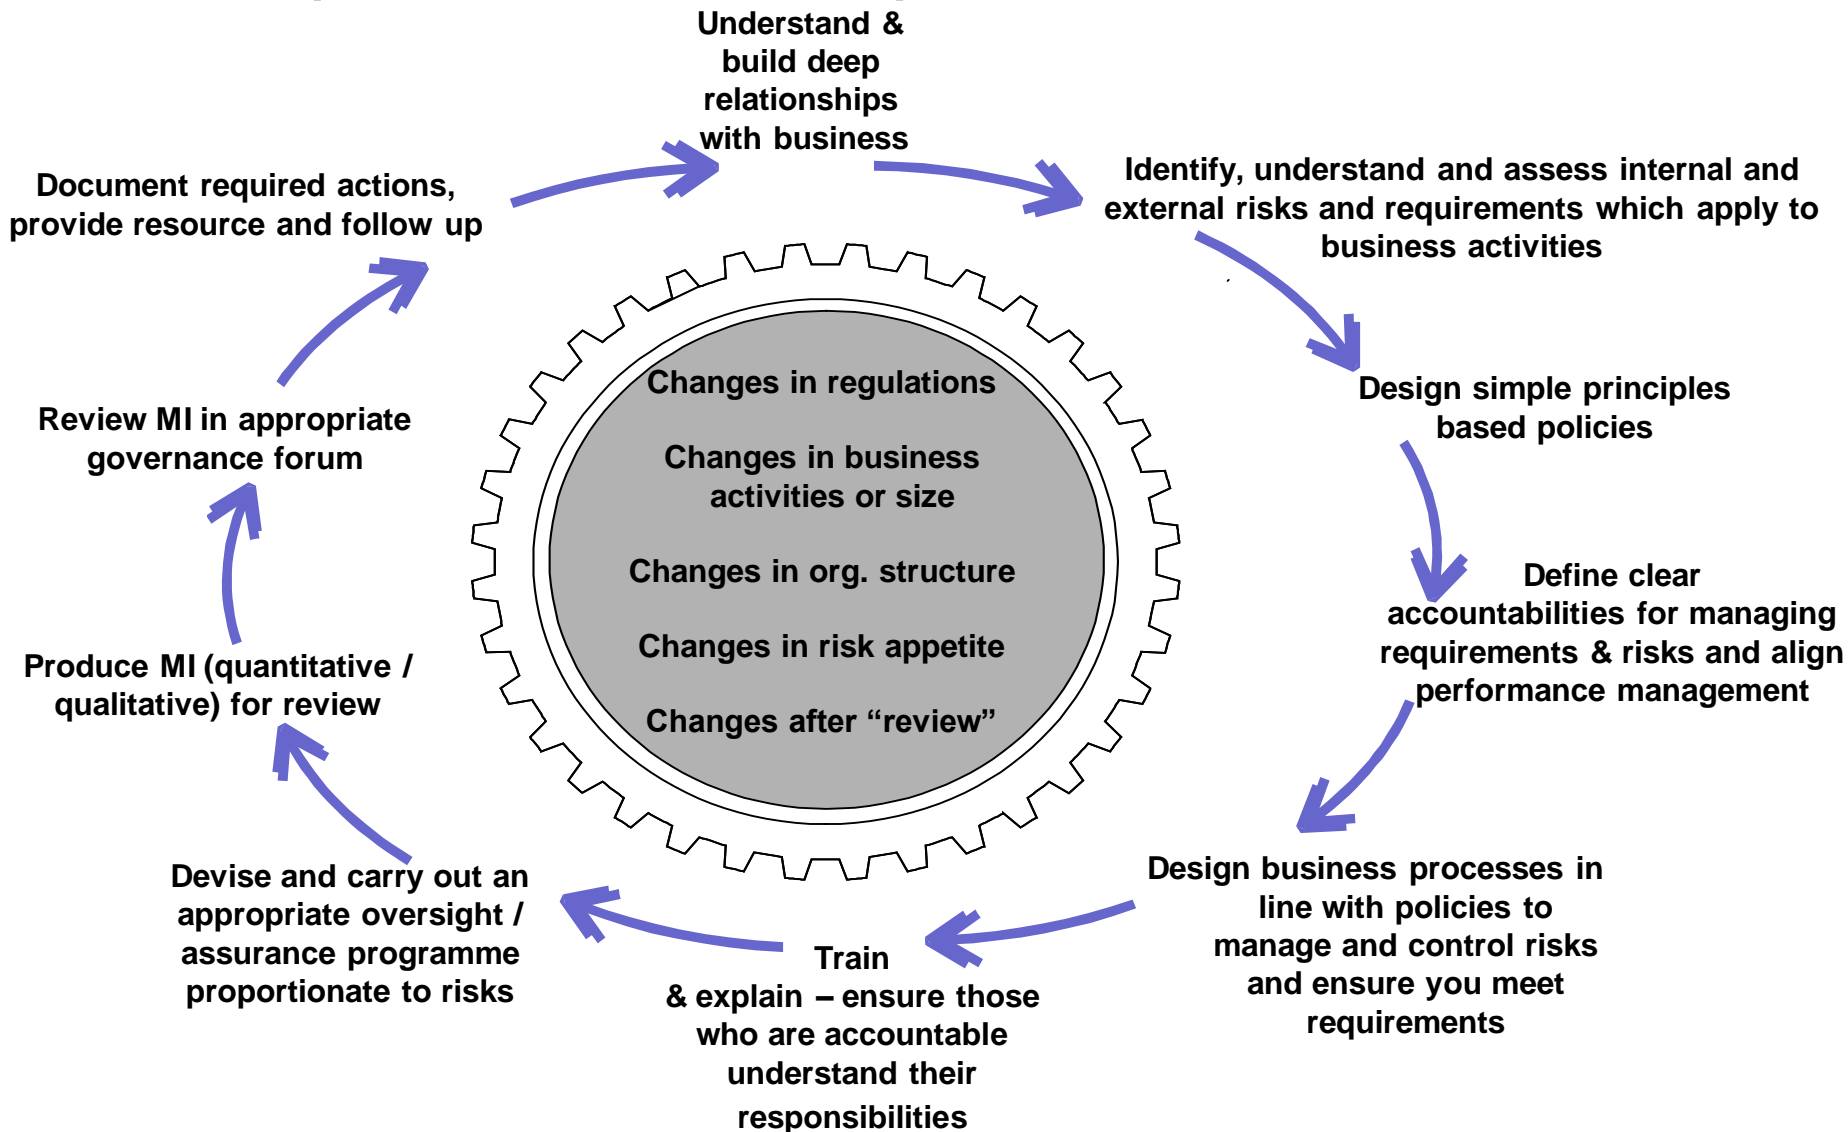 Understand &
build deep
relationships
with business
Identify, understand and assess internal and
external risks and requirements which apply to
business activities
Design simple principles
based policies
Define clear
accountabilities for managing
requirements & risks and align
performance management
Design business processes in
line with policies to
manage and control risks
and ensure you meet
requirements
Train
& explain – ensure those
who are accountable
understand their
responsibilities
Devise and carry out an
appropriate oversight /
assurance programme
proportionate to risks
Produce MI (quantitative /
qualitative) for review
Review MI in appropriate
governance forum
Document required actions,
provide resource and follow up
Changes in regulations
Changes in business
activities or size
Changes in org. structure
Changes in risk appetite
Changes after “review”